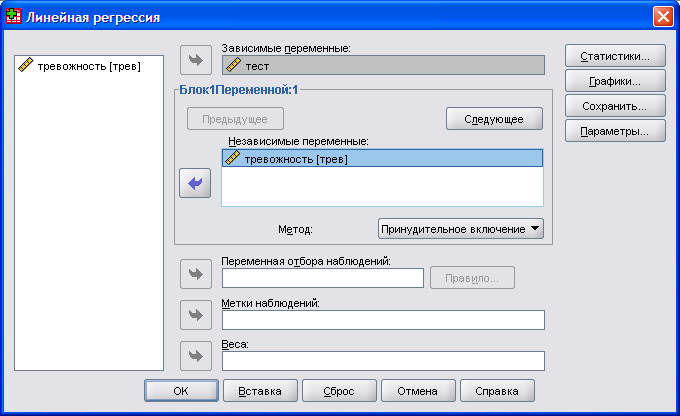 Линейная регрессия
тревожность [трев]
Зависимые переменные:
тест
Блок1Переменной:1
Предыдущее
Следующее
Независимые переменные:
тревожность [трев]
Метод:
Принудительное включение
Переменная отбора наблюдений:
Правило...
Метки наблюдений:
Веса:
Статистики...
Графики...
Сохранить...
Параметры...
OK
Вставка
Сброс
Отмена
Справка